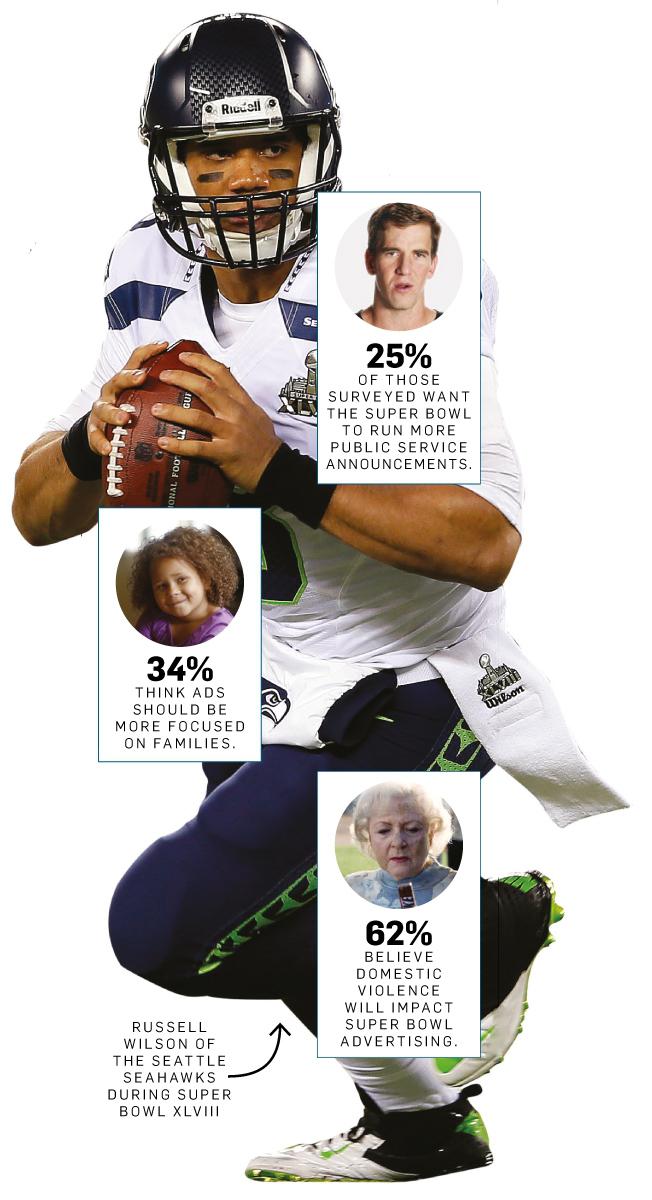 Riddell
SE
25%
OF THOSE
SURVEYED WANT
THE SUPER BOWL
TO RUN MORE
PUBLIC SERVICE
ANNOUNCEMENTS.
34%
THINK ADS
SHOULD BE
MORE FOCUSED
ON FAMILIES.
XLVIII
Wilson
62%
BELIEVE
DOMESTIC
VIOLENCE
WILL IMPACT
SUPER BOWL
ADVERTISING.
RUSSELL
WILSON OF
THE SEATTLE
SEAHAWKS
DURING SUPER
BOWL XLVIII